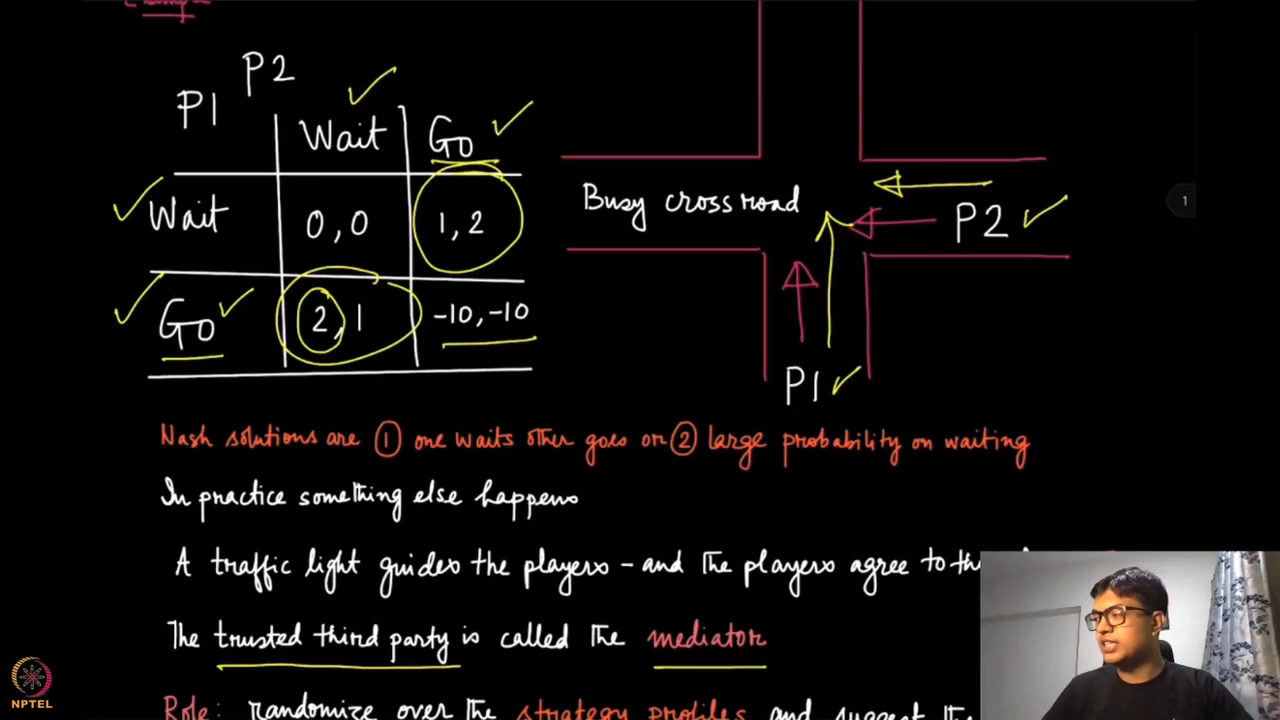 Example
P2
P1
Wait Go
Wait 0, 0 1, 2
Go 2, 1 -10, -10
Busy crossroad
P2
P1
1
Nash solutions are ① one waits other goes or ② large probability on waiting
In practice something else happens
A traffic light guides the players - and the players agree to
The trusted third party is called the mediator
Role: randomize over the strategy profiles and suggest the
NPTEL